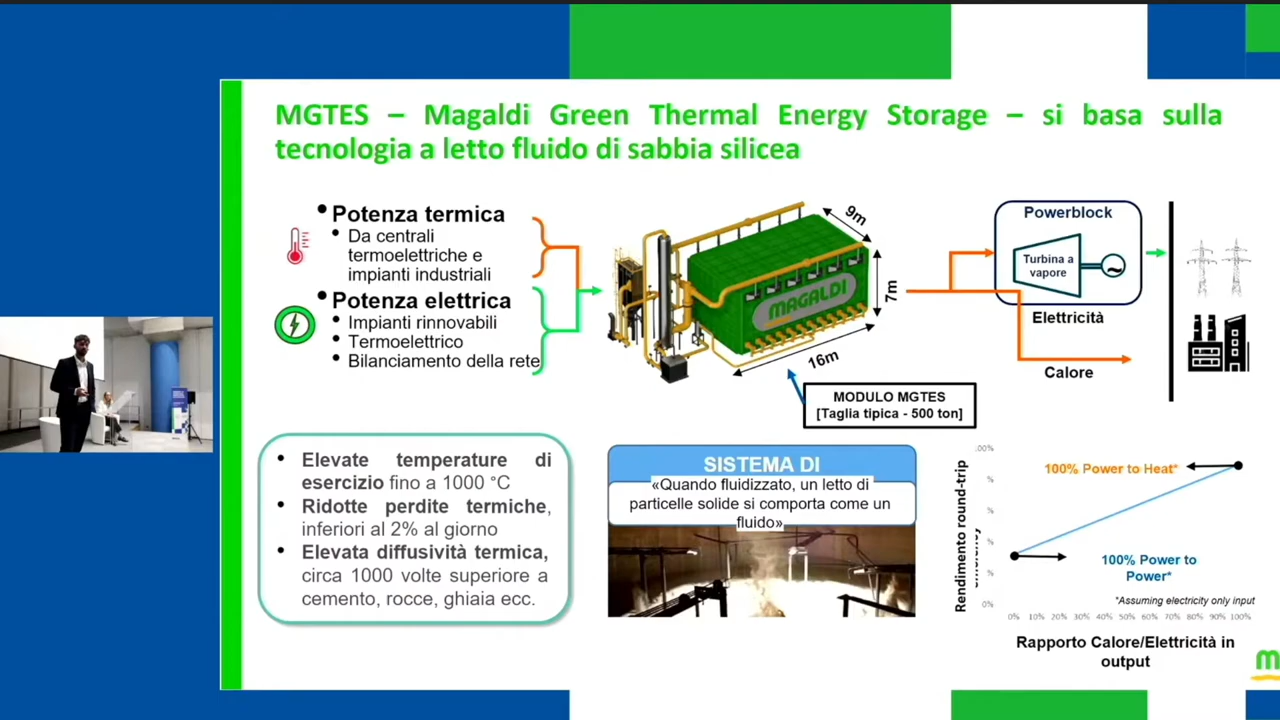 MGTES – Magaldi Green Thermal Energy Storage – si basa sulla
tecnologia a letto fluido di sabbia silicea
• Potenza termica
• Da centrali
termoelettriche e
impianti industriali
• Potenza elettrica
• Impianti rinnovabili
• Termoelettrico
• Bilanciamento della rete
9m
7m
16m
MAGALDI
MODULO MGTES
[Taglia tipica - 500 ton]
Powerblock
Turbina a
vapore
~
Elettricità
Calore
• Elevate temperature di
esercizio fino a 1000 °C
• Ridotte perdite termiche,
inferiori al 2% al giorno
• Elevata diffusività termica,
circa 1000 volte superiore a
cemento, rocce, ghiaia ecc.
SISTEMA DI
«Quando fluidizzato, un letto di
particelle solide si comporta come un
fluido»
Rendimento round-trip
100% Power to Heat*
100% Power to
Power*
*Assuming electricity only input
0%
0% 10% 20% 30% 40% 50% 60% 70% 80% 90% 100%
Rapporto Calore/Elettricità in
output